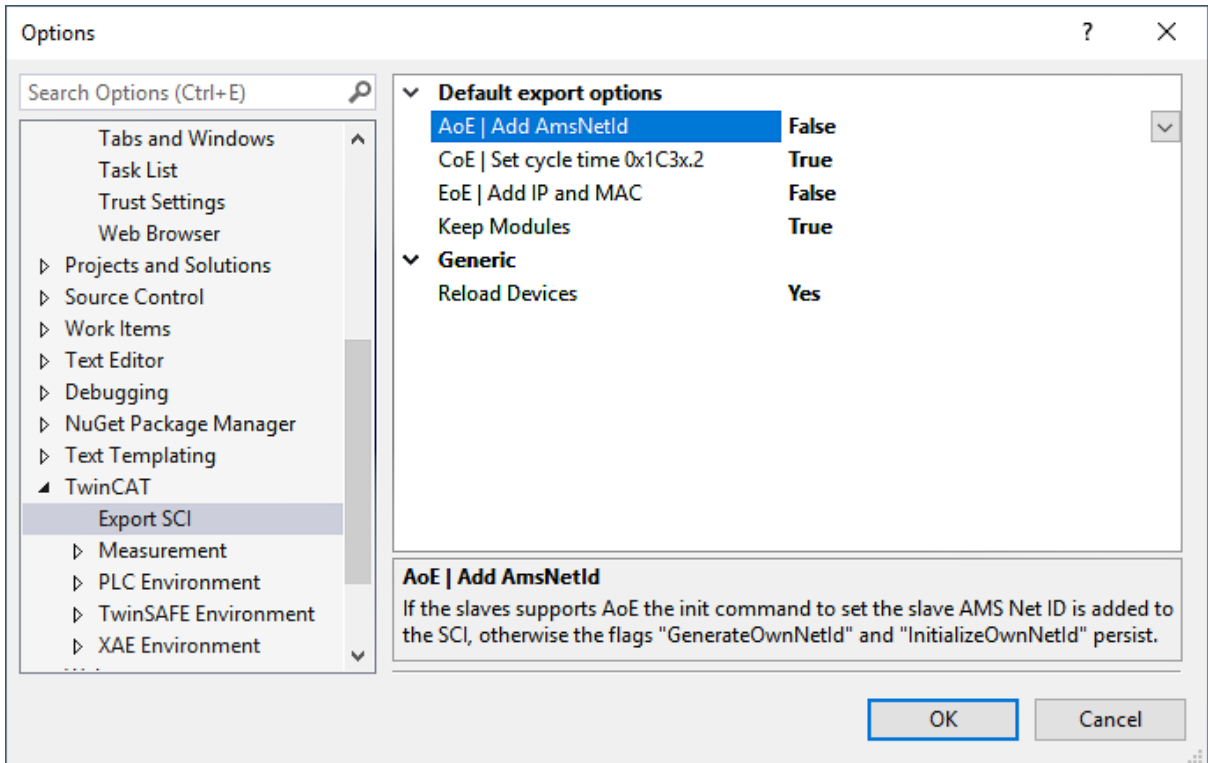 Options
?
Search Options (Ctrl+E)
Tabs and Windows
Task List
Trust Settings
Web Browser
Projects and Solutions
Source Control
Work Items
Text Editor
Debugging
NuGet Package Manager
Text Templating
TwinCAT
Export SCI
Measurement
PLC Environment
TwinSAFE Environment
XAE Environment
Default export options
AoE | Add AmsNetId False
CoE | Set cycle time 0x1C3x.2 True
EoE | Add IP and MAC False
Keep Modules True
Generic
Reload Devices Yes
AoE | Add AmsNetId
If the slaves supports AoE the init command to set the slave AMS Net ID is added to
the SCI, otherwise the flags "GenerateOwnNetId" and "InitializeOwnNetId" persist.
OK Cancel